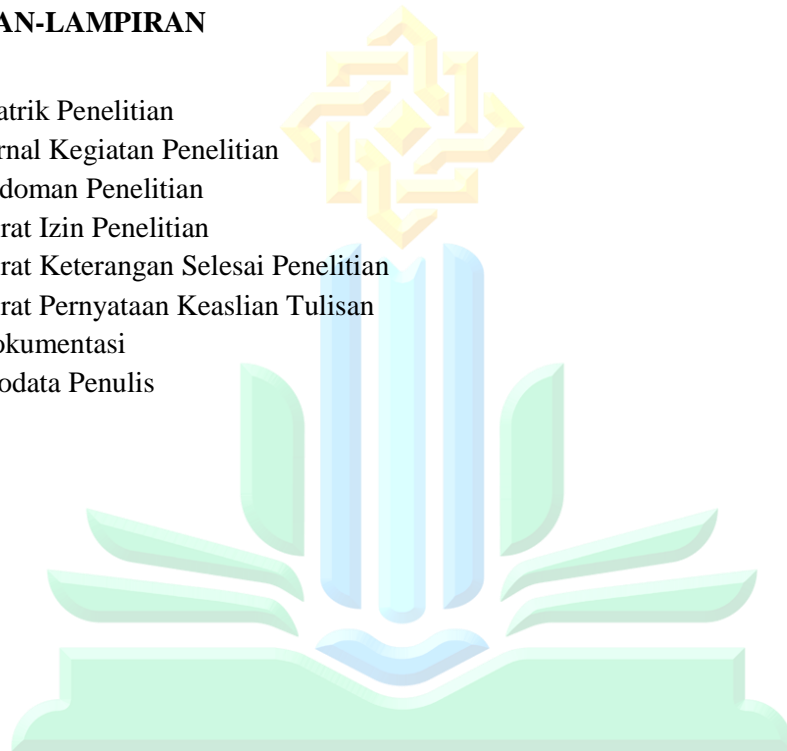 AN-LAMPIRAN
atrik Penelitian
rnal Kegiatan Penelitian
doman Penelitian
rat Izin Penelitian
rat Keterangan Selesai Penelitian
rat Pernyataan Keaslian Tulisan
okumentasi
odata Penulis